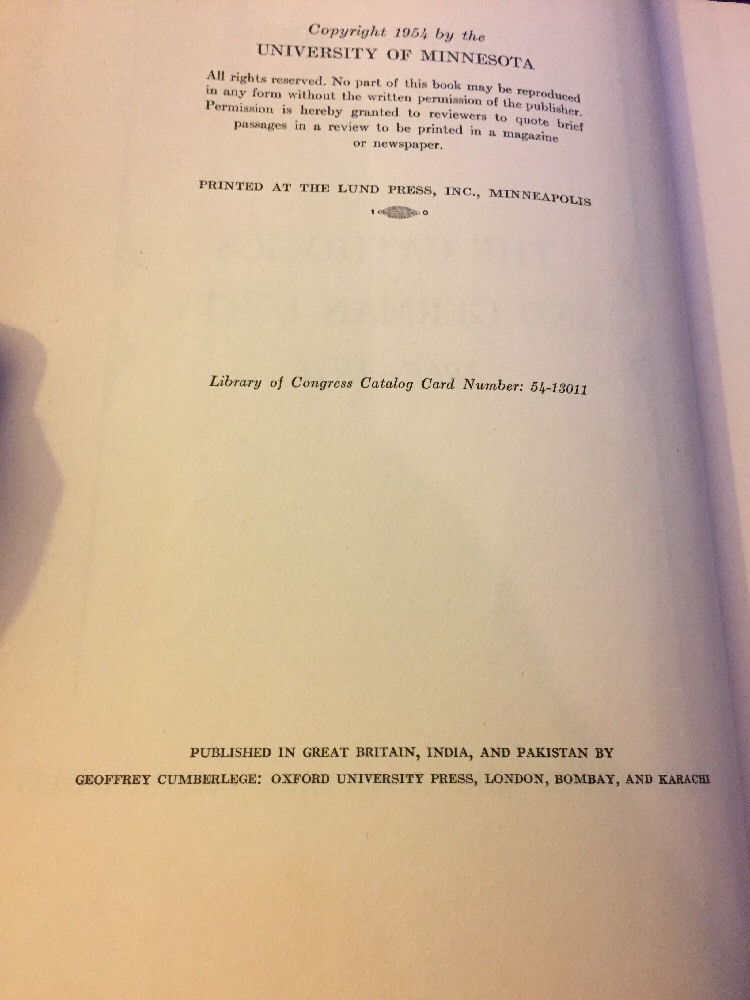 Copyright 1954 by the
UNIVERSITY OF MINNESOTA
All rights reserved. No part of this book may be reproduced
in any form without the written permission of the publisher.
Permission is hereby granted to reviewers to quote brief
passages in a review to be printed in a magazine
or newspaper.
PRINTED AT THE LUND PRESS, INC., MINNEAPOLIS
Library of Congress Catalog Card Number: 54-13011
PUBLISHED IN GREAT BRITAIN, INDIA, AND PAKISTAN BY
GEOFFREY CUMBERLEGE: OXFORD UNIVERSITY PRESS, LONDON, BOMBAY, AND KARACHI